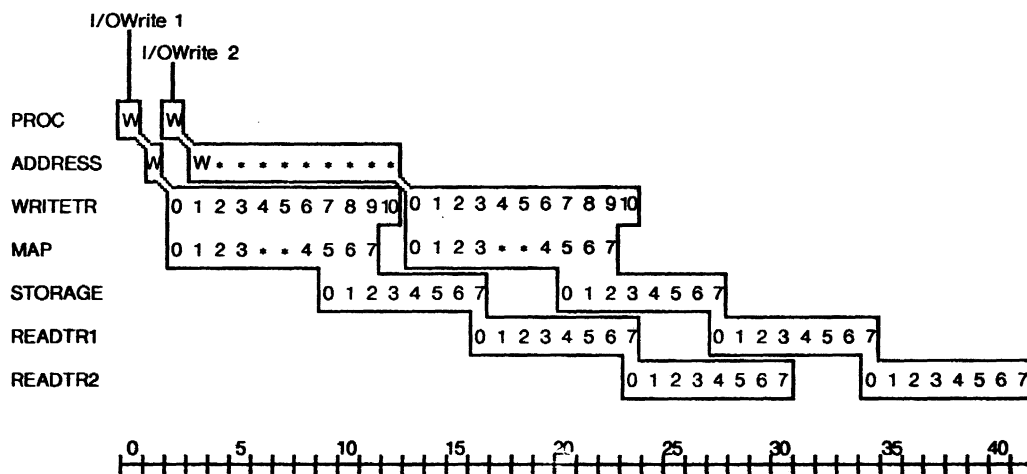 I/OWrite 1
I/OWrite 2
PROC W W
ADDRESS W W * * * * * * * * *
WRITETR 0 1 2 3 4 5 6 7 8 9 10 0 1 2 3 4 5 6 7 8 9 10
MAP 0 1 2 3 * * 4 5 6 7 0 1 2 3 * * 4 5 6 7
STORAGE 0 1 2 3 4 5 6 7 0 1 2 3 4 5 6 7
READTR1 0 1 2 3 4 5 6 7 0 1 2 3 4 5 6 7
READTR2 0 1 2 3 4 5 6 7 0 1 2 3 4 5 6 7
0 5 10 15 20 25 30 35 40